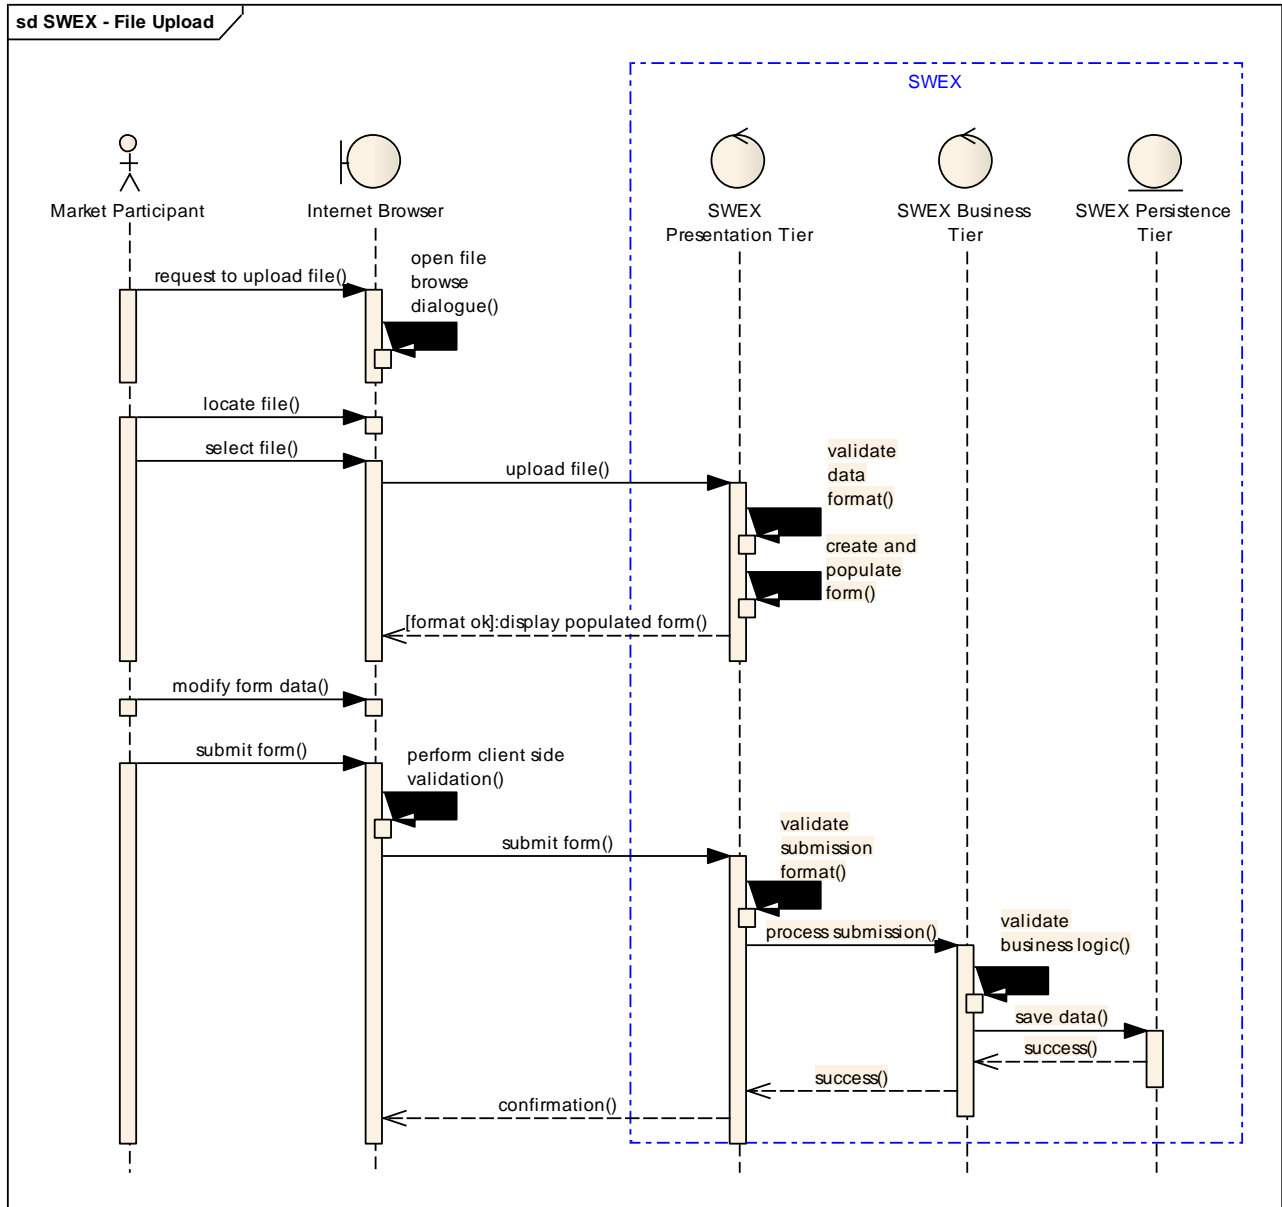 sd SWEX - File Upload
SWEX
Market Participant
Internet Browser
SWEX
Presentation Tier
SWEX Business
Tier
SWEX Persistence
Tier
request to upload file()
open file
browse
dialogue()
locate file()
select file()
upload file()
validate
data
format()
create and
populate
form()
[format ok]:display populated form()
modify form data()
submit form()
perform client side
validation()
submit form()
validate
submission
format()
process submission()
validate
business logic()
save data()
success()
success()
confirmation()